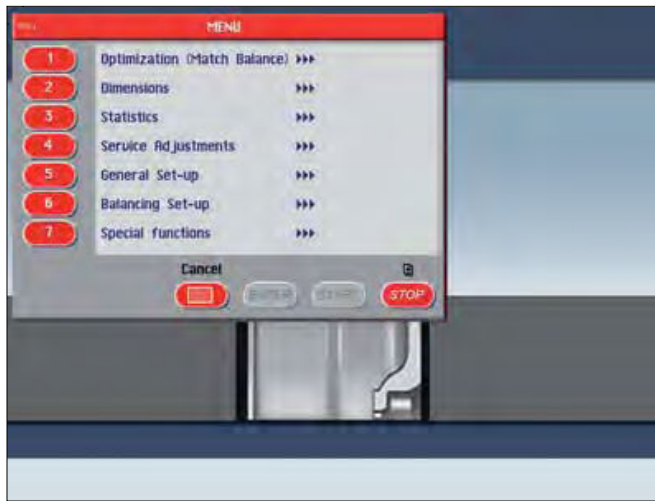 MENU
1 Optimization (Match Balance)
2 Dimensions
3 Statistics
4 Service Adjustments
5 General Set-up
6 Balancing Set-up
7 Special functions
Cancel
ENTER START STOP